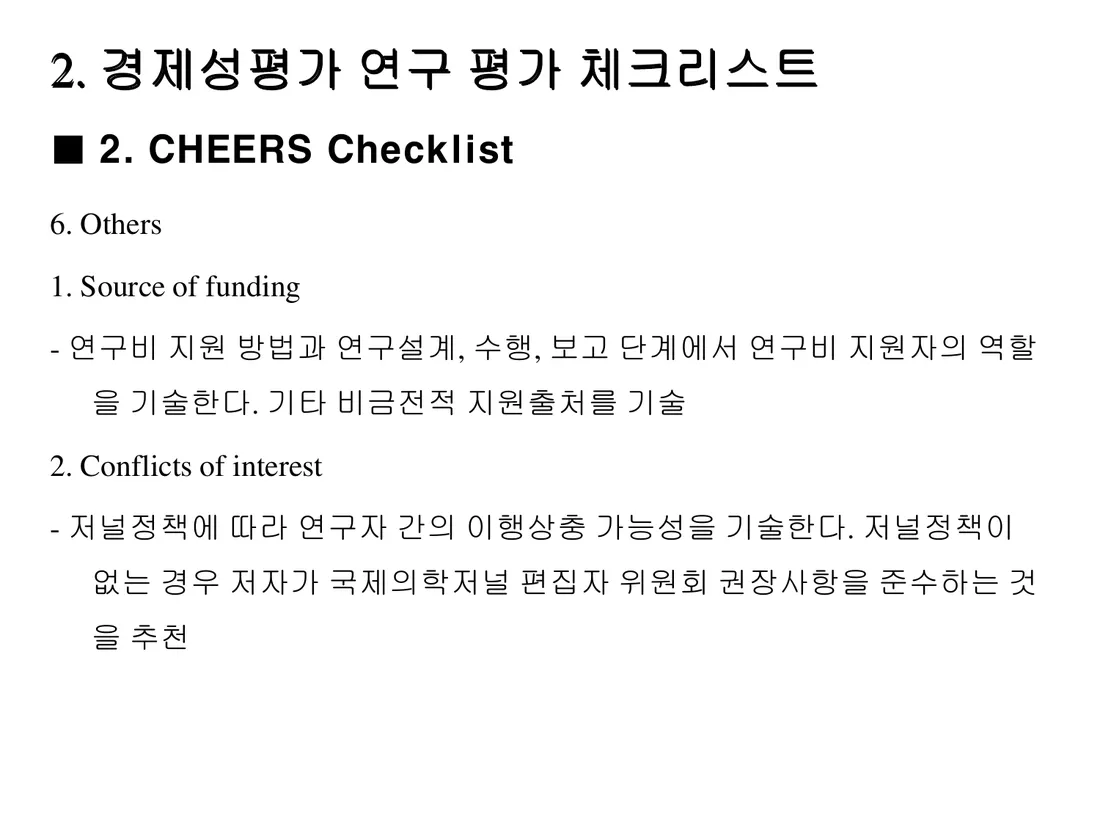 2. 경제성평가 연구 평가 체크리스트
■ 2. CHEERS Checklist
6. Others
1. Source of funding
- 연구비 지원 방법과 연구설계, 수행, 보고 단계에서 연구비 지원자의 역할
을 기술한다. 기타 비금전적 지원출처를 기술
2. Conflicts of interest
- 저널정책에 따라 연구자 간의 이행상충 가능성을 기술한다. 저널정책이
없는 경우 저자가 국제의학저널 편집자 위원회 권장사항을 준수하는 것
을 추천